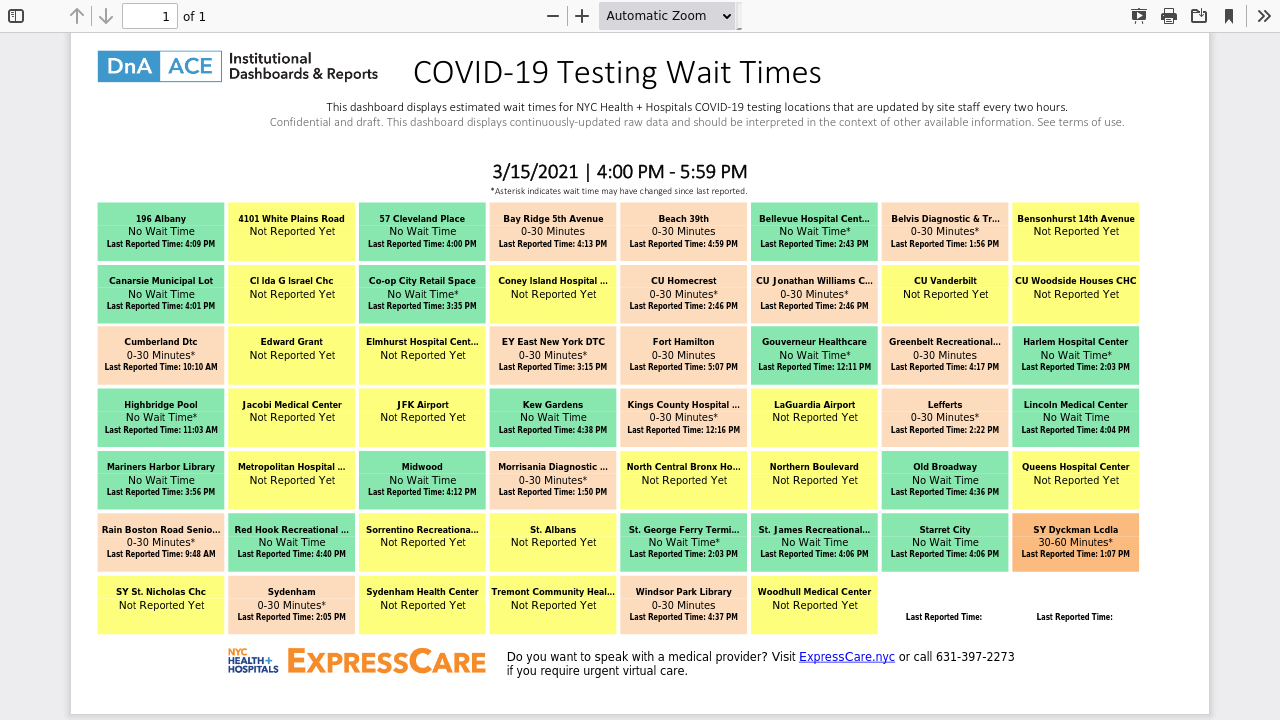 1 of 1 Automatic Zoom
DnA ACE Institutional
Dashboards & Reports
COVID-19 Testing Wait Times
This dashboard displays estimated wait times for NYC Health + Hospitals COVID-19 testing locations that are updated by site staff every two hours.
Confidential and draft. This dashboard displays continuously-updated raw data and should be interpreted in the context of other available information. See terms of use.
3/15/2021 | 4:00 PM - 5:59 PM
*Asterisk indicates wait time may have changed since last reported.
196 Albany 4101 White Plains Road 57 Cleveland Place Bay Ridge 5th Avenue Beach 39th Bellevue Hospital Cent... Belvis Diagnostic & Tr... Bensonhurst 14th Avenue
No Wait Time Not Reported Yet No Wait Time 0-30 Minutes 0-30 Minutes No Wait Time* 0-30 Minutes* Not Reported Yet
Last Reported Time: 4:09 PM Last Reported Time: 4:00 PM Last Reported Time: 4:13 PM Last Reported Time: 4:59 PM Last Reported Time: 2:43 PM Last Reported Time: 1:56 PM
Canarsie Municipal Lot Cl Ida G Israel Chc Co-op City Retail Space Coney Island Hospital ... CU Homecrest CU Jonathan Williams C... CU Vanderbilt CU Woodside Houses CHC
No Wait Time Not Reported Yet No Wait Time* Not Reported Yet 0-30 Minutes* 0-30 Minutes* Not Reported Yet Not Reported Yet
Last Reported Time: 4:01 PM Last Reported Time: 3:35 PM Last Reported Time: 2:46 PM Last Reported Time: 2:46 PM
Cumberland Dtc Edward Grant Elmhurst Hospital Cent... EY East New York DTC Fort Hamilton Gouverneur Healthcare Greenbelt Recreational... Harlem Hospital Center
0-30 Minutes* Not Reported Yet Not Reported Yet 0-30 Minutes* 0-30 Minutes No Wait Time* 0-30 Minutes No Wait Time*
Last Reported Time: 10:10 AM Last Reported Time: 3:15 PM Last Reported Time: 5:07 PM Last Reported Time: 12:11 PM Last Reported Time: 4:17 PM Last Reported Time: 2:03 PM
Highbridge Pool Jacobi Medical Center JFK Airport Kew Gardens Kings County Hospital ... LaGuardia Airport Lefferts Lincoln Medical Center
No Wait Time* Not Reported Yet Not Reported Yet No Wait Time 0-30 Minutes* Not Reported Yet 0-30 Minutes* No Wait Time
Last Reported Time: 11:03 AM Last Reported Time: 4:38 PM Last Reported Time: 12:16 PM Last Reported Time: 2:22 PM Last Reported Time: 4:04 PM
Mariners Harbor Library Metropolitan Hospital ... Midwood Morrisania Diagnostic ... North Central Bronx Ho... Northern Boulevard Old Broadway Queens Hospital Center
No Wait Time Not Reported Yet No Wait Time 0-30 Minutes* Not Reported Yet Not Reported Yet No Wait Time Not Reported Yet
Last Reported Time: 3:56 PM Last Reported Time: 4:12 PM Last Reported Time: 1:50 PM Last Reported Time: 4:36 PM
Rain Boston Road Senio... Red Hook Recreational ... Sorrentino Recreationa... St. Albans St. George Ferry Termi... St. James Recreational... Starret City SY Dyckman Lcdla
0-30 Minutes* No Wait Time Not Reported Yet Not Reported Yet No Wait Time* No Wait Time No Wait Time 30-60 Minutes*
Last Reported Time: 9:48 AM Last Reported Time: 4:40 PM Last Reported Time: 2:03 PM Last Reported Time: 4:06 PM Last Reported Time: 4:06 PM Last Reported Time: 1:07 PM
SY St. Nicholas Chc Sydenham Sydenham Health Center Tremont Community Heal... Windsor Park Library Woodhull Medical Center
Not Reported Yet 0-30 Minutes* Not Reported Yet Not Reported Yet 0-30 Minutes Not Reported Yet
Last Reported Time: 2:05 PM Last Reported Time: 4:37 PM Last Reported Time: Last Reported Time:
NYC
HEALTH+
HOSPITALS
EXPRESSCARE
Do you want to speak with a medical provider? Visit ExpressCare.nyc or call 631-397-2273
if you require urgent virtual care.